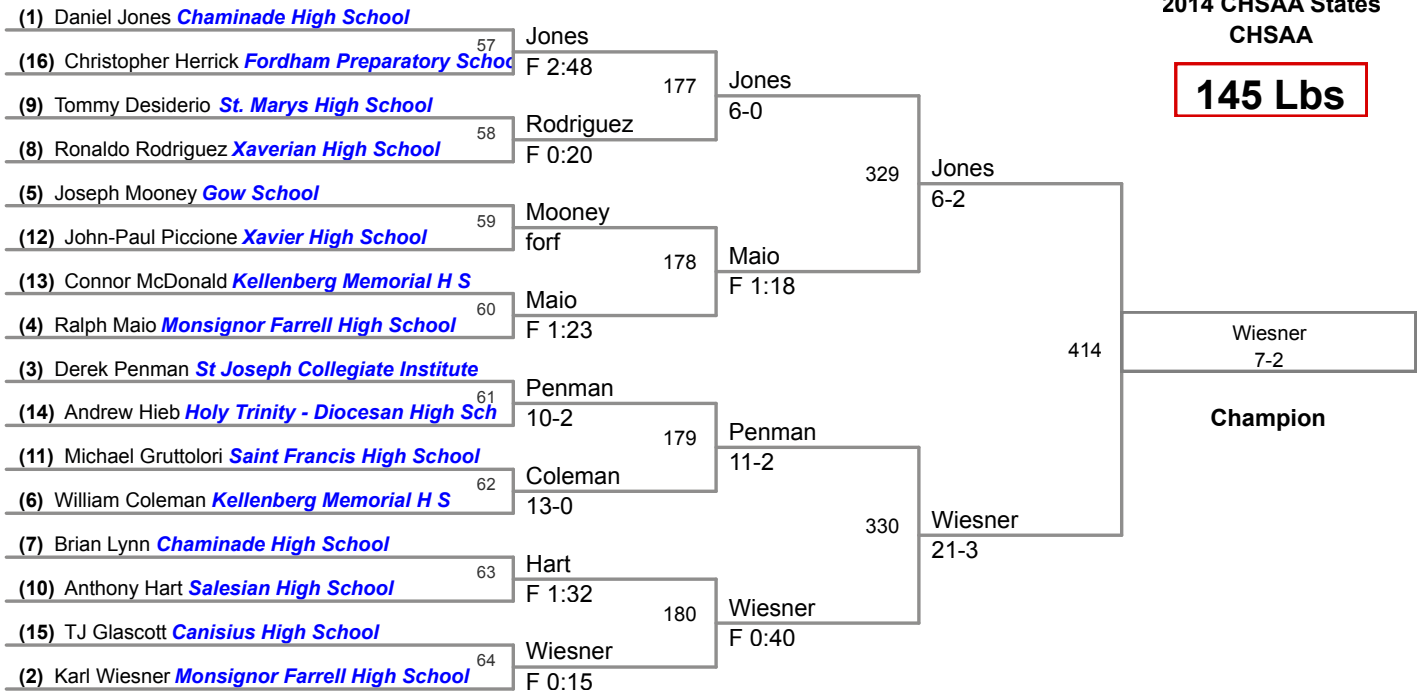 2014 CHSAA States
CHSAA
145 Lbs
(1) Daniel Jones Chaminade High School
57
(16) Christopher Herrick Fordham Preparatory Schoo
Jones
F 2:48
(9) Tommy Desiderio St. Marys High School
58
(8) Ronaldo Rodriguez Xaverian High School
Rodriguez
F 0:20
177
Jones
6-0
(5) Joseph Mooney Gow School
59
(12) John-Paul Piccione Xavier High School
Mooney
forf
(13) Connor McDonald Kellenberg Memorial H S
60
(4) Ralph Maio Monsignor Farrell High School
Maio
F 1:23
178
Maio
F 1:18
329
Jones
6-2
(3) Derek Penman St Joseph Collegiate Institute
61
(14) Andrew Hieb Holy Trinity - Diocesan High Sch
Penman
10-2
(11) Michael Gruttolori Saint Francis High School
62
(6) William Coleman Kellenberg Memorial H S
Coleman
13-0
179
Penman
11-2
(7) Brian Lynn Chaminade High School
63
(10) Anthony Hart Salesian High School
Hart
F 1:32
(15) TJ Glascott Canisius High School
64
(2) Karl Wiesner Monsignor Farrell High School
Wiesner
F 0:15
180
Wiesner
F 0:40
330
Wiesner
21-3
414
Wiesner
7-2
Champion